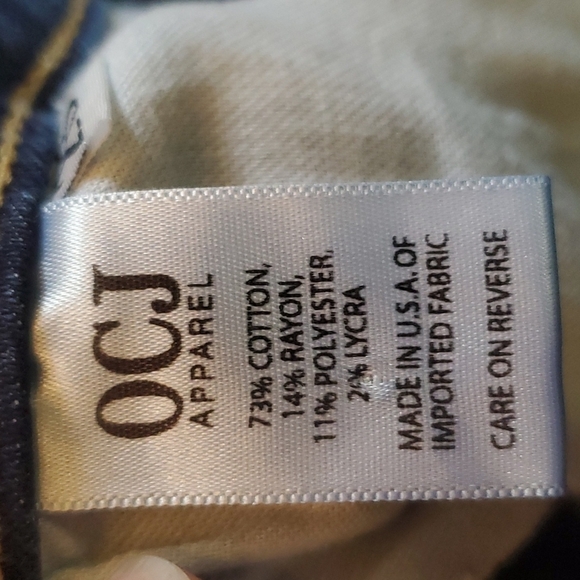 OCJ
APPAREL
73% COTTON,
14% RAYON,
11% POLYESTER,
2% LYCRA
MADE IN U.S.A. OF
IMPORTED FABRIC
CARE ON REVERSE